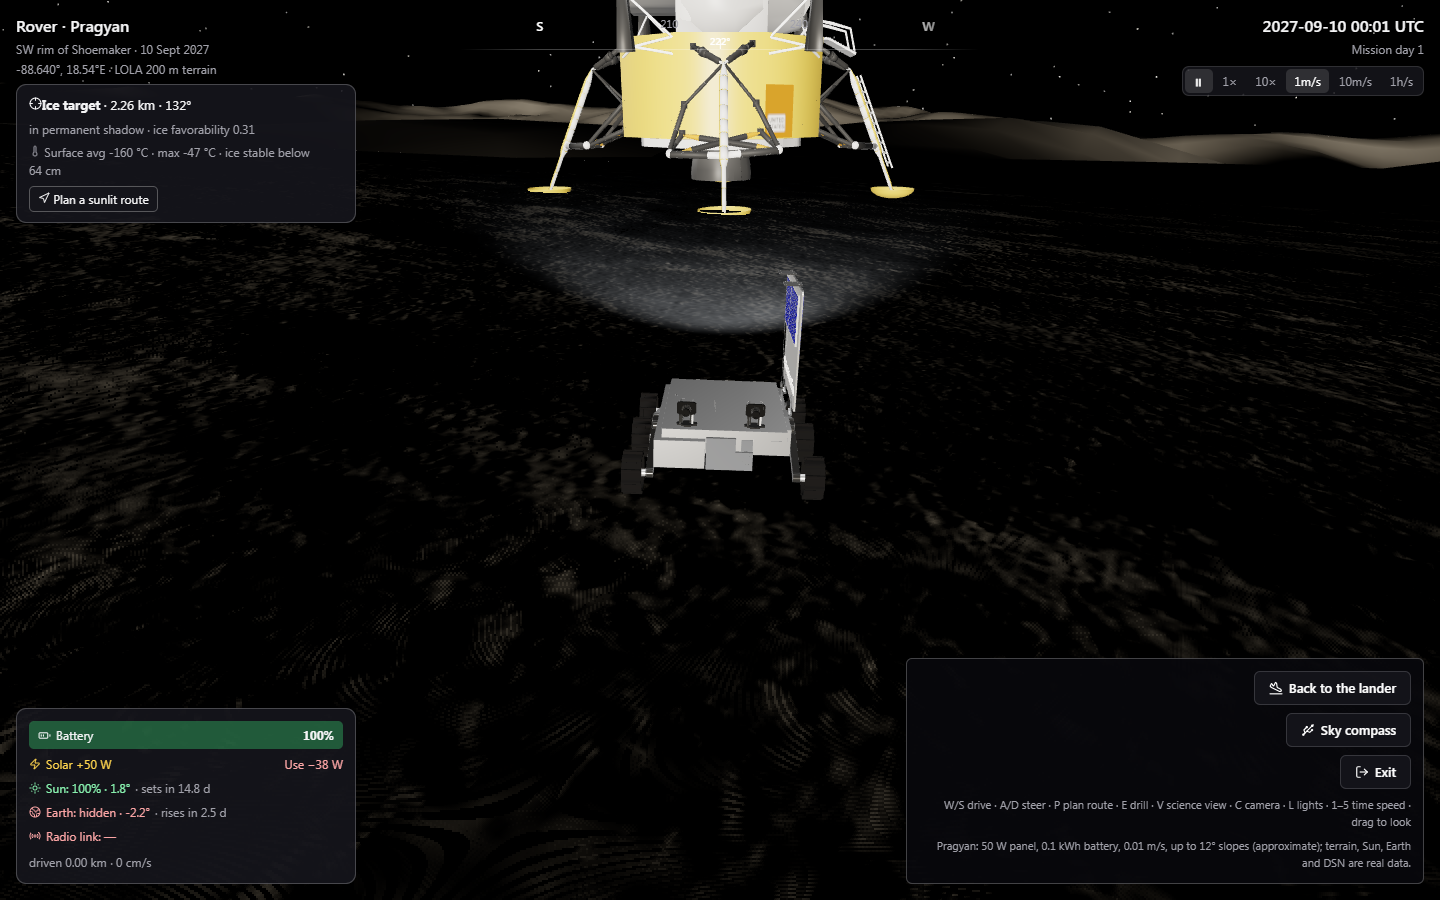 Rover · Pragyan
SW rim of Shoemaker · 10 Sept 2027
-88.640°, 18.54°E · LOLA 200 m terrain
Ice target · 2.26 km · 132°
in permanent shadow · ice favorability 0.31
Surface avg -160 °C · max -47 °C · ice stable below
64 cm
Plan a sunlit route
S
210
222°
W
2027-09-10 00:01 UTC
Mission day 1
1×
10×
1m/s
10m/s
1h/s
Battery
100%
Solar +50 W
Use −38 W
Sun: 100% · 1.8° · sets in 14.8 d
Earth: hidden · -2.2° · rises in 2.5 d
Radio link: —
driven 0.00 km · 0 cm/s
Back to the lander
Sky compass
Exit
W/S drive · A/D steer · P plan route · E drill · V science view · C camera · L lights · 1–5 time speed ·
drag to look
Pragyan: 50 W panel, 0.1 kWh battery, 0.01 m/s, up to 12° slopes (approximate); terrain, Sun, Earth
and DSN are real data.